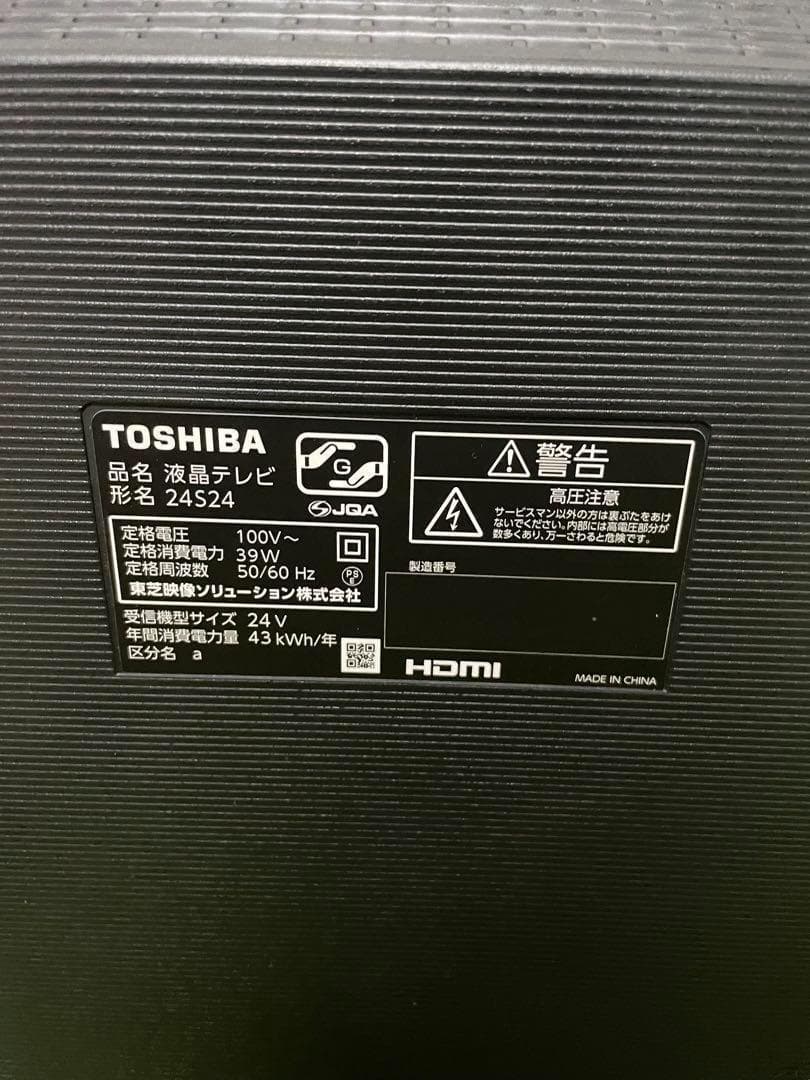 TOSHIBA
品名 液晶テレビ
形名 24S24
G
JQA
定格電圧 100V～
定格消費電力 39W
定格周波数 50/60 Hz
PS
E
東芝映像ソリューション株式会社
受信機型サイズ 24 V
年間消費電力量 43 kWh/年
区分名 a
警告
高圧注意
サービスマン以外の方は裏ぶたをあけ
ないでください。内部には高電圧部分が
数多くあり、万一さわると危険です。
製造番号
HDMI
MADE IN CHINA